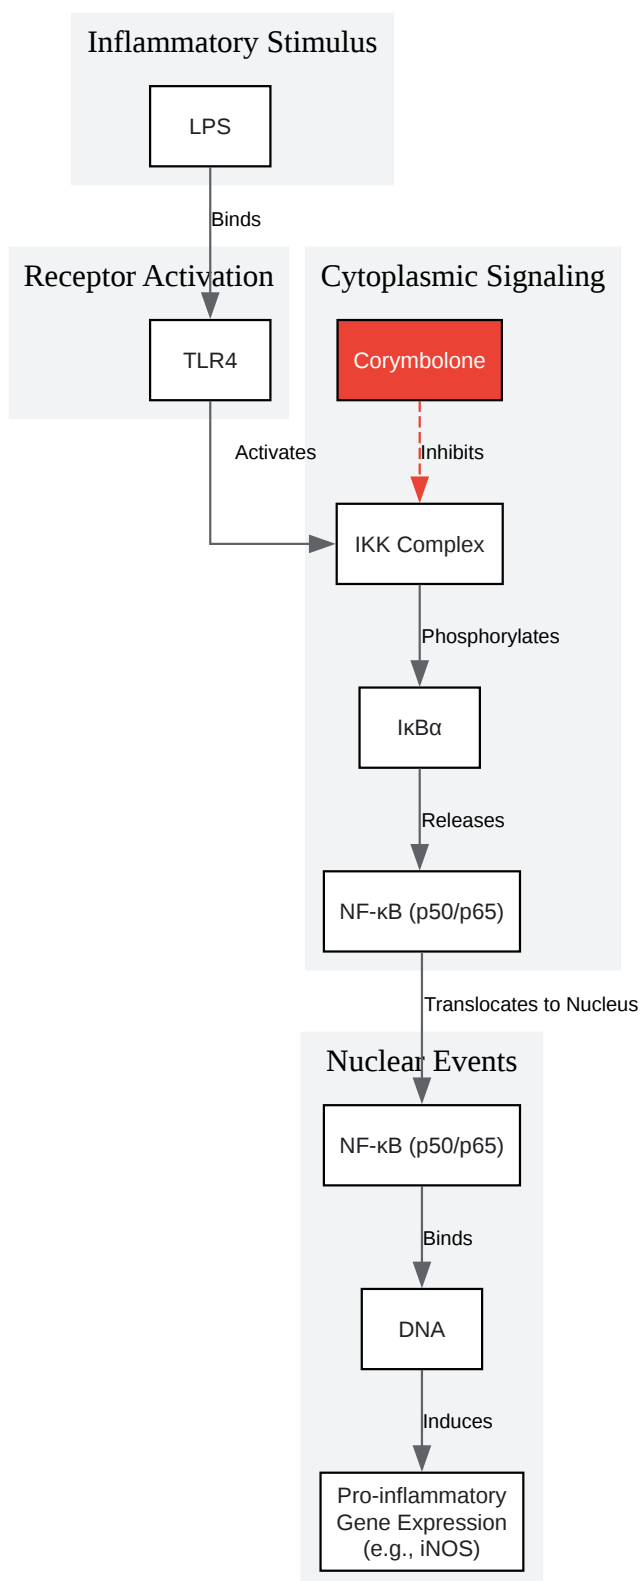 Inflammatory Stimulus
LPS
Binds
Receptor Activation
Cytoplasmic Signaling
TLR4
Corymbolone
Activates
Inhibits
IKK Complex
Phosphorylates
IκBα
Releases
NF-κB (p50/p65)
Translocates to Nucleus
Nuclear Events
NF-κB (p50/p65)
Binds
DNA
Induces
Pro-inflammatory
Gene Expression
(e.g., iNOS)